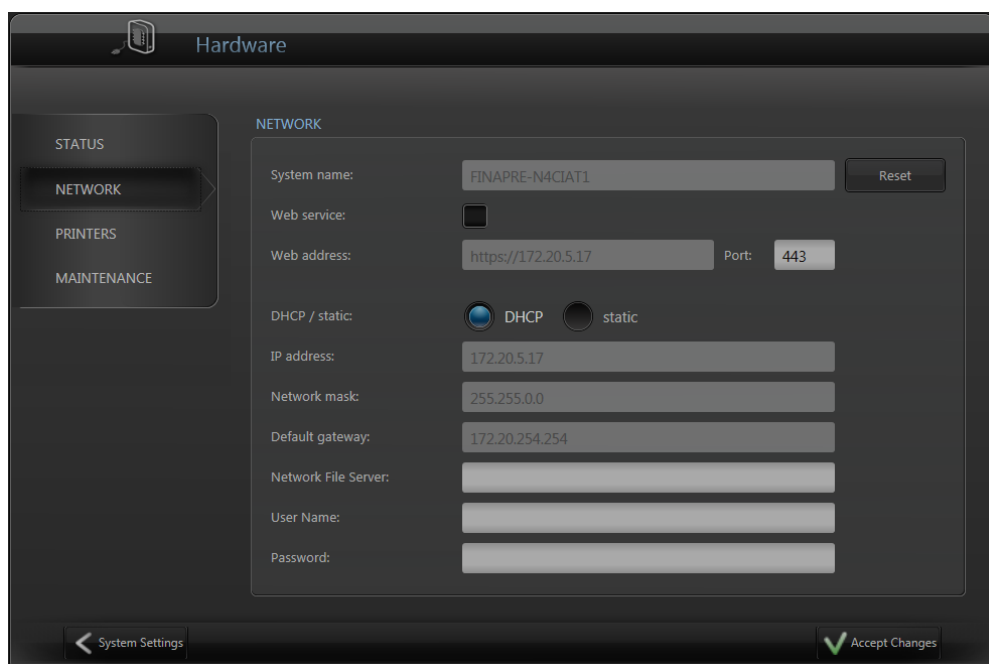 Hardware
STATUS
NETWORK
PRINTERS
MAINTENANCE
NETWORK
System name: FINAPRE-N4CIAT1 Reset
Web service:
Web address: https://172.20.5.17 Port: 443
DHCP / static: DHCP static
IP address: 172.20.5.17
Network mask: 255.255.0.0
Default gateway: 172.20.254.254
Network File Server:
User Name:
Password:
System Settings
Accept Changes